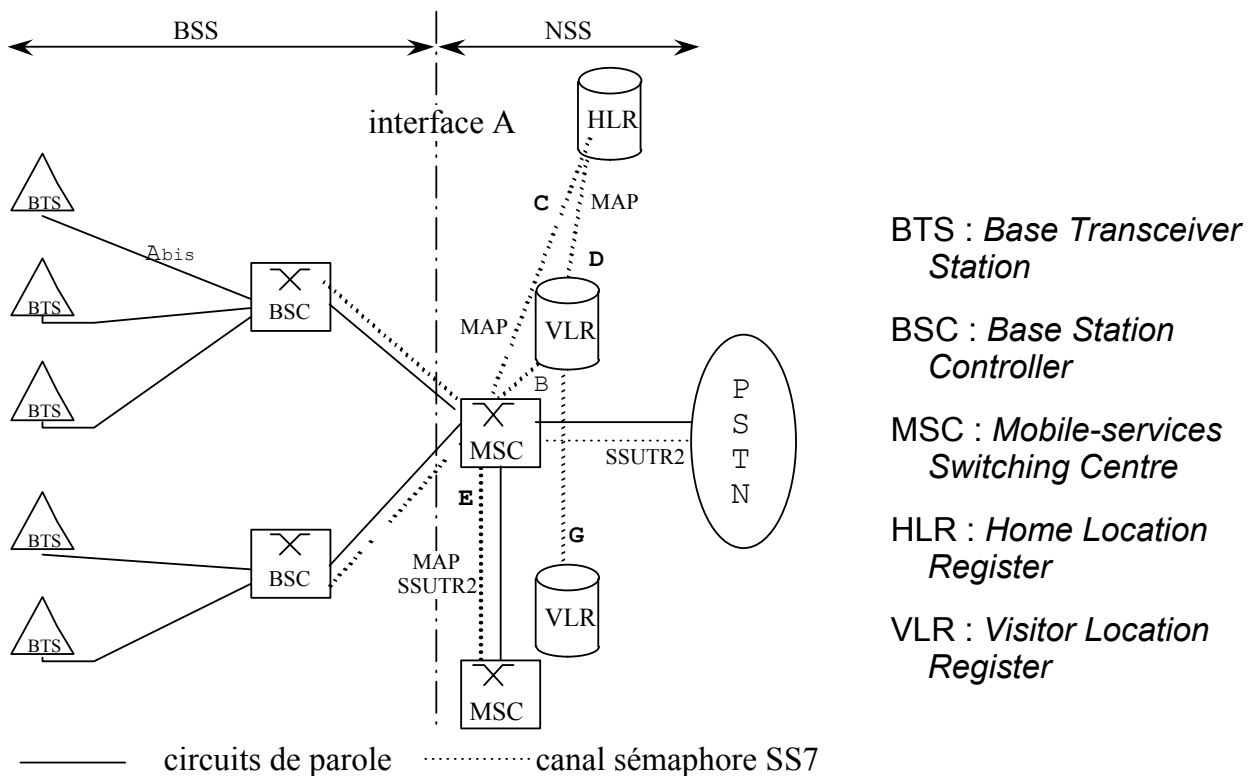 BSS
NSS
interface A
HLR
BTS
C
MAP
Abis
D
BTS
BSC
MAP
VLR
B
BTS
P
S
T
N
MSC
SSUTR2
E
BTS
BSC
G
MAP
SSUTR2
VLR
BTS
MSC
circuits de parole
canal sémaphore SS7
BTS : Base Transceiver
Station
BSC : Base Station
Controller
MSC : Mobile-services
Switching Centre
HLR : Home Location
Register
VLR : Visitor Location
Register